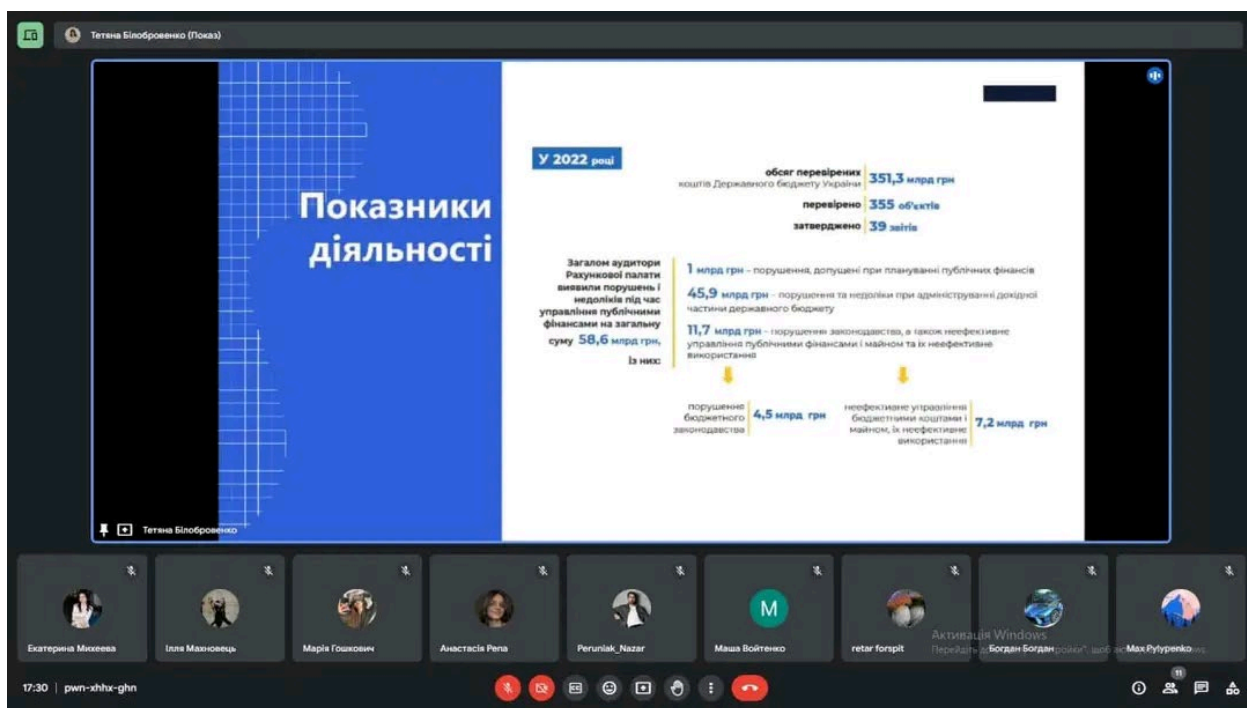 Тетяна Білобровенко (Показ)
Показники
діяльності
У 2022 році
обсяг перевірених
коштів Державного бюджету України
351,3 млрд грн
перевірено 355 об'єктів
затверджено 39 звітів
Загалом аудитори
Рахункової палати
виявили порушень і
недоліків під час
управління публічними
фінансами на загальну
суму 58,6 млрд грн,
із них:
1 млрд грн – порушення, допущені при плануванні публічних фінансів
45,9 млрд грн – порушення та недоліки при адмініструванні дохідної
частини державного бюджету
11,7 млрд грн – порушення законодавства, а також неефективне
управління публічними фінансами і майном та їх неефективне
використання
порушення
бюджетного
законодавства
4,5 млрд грн
неефективне управління
бюджетними коштами і
майном, їх неефективне
використання
7,2 млрд грн
Тетяна Білобровенко
Екатерина Михеева
Ілля Махновець
Марія Гошкович
Анастасія Репа
Peruniak_Nazar
М
Маша Войтенко
retar forspit
Богдан Богдан
Max Pylypenko
Активація Windows
17:30 | pwn-xhhx-ghn
11